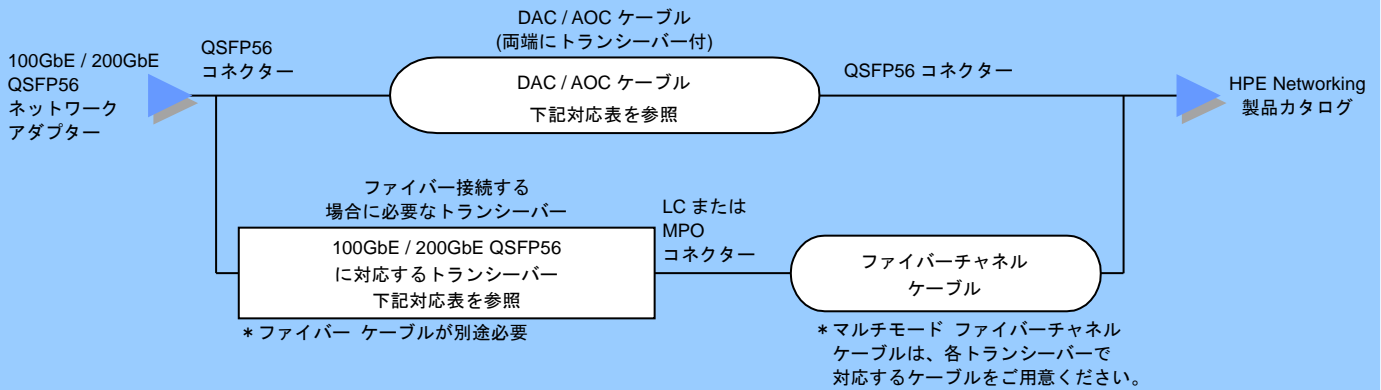 100GbE / 200GbE
QSFP56
ネットワーク
アダプター
QSFP56
コネクター
DAC / AOC ケーブル
(両端にトランシーバー付)
DAC / AOC ケーブル
下記対応表を参照
QSFP56 コネクター
HPE Networking
製品カタログ
ファイバー接続する
場合に必要なトランシーバー
100GbE / 200GbE QSFP56
に対応するトランシーバー
下記対応表を参照
＊ファイバー ケーブルが別途必要
LC または
MPO
コネクター
ファイバーチャネル
ケーブル
＊マルチモード ファイバーチャネル
ケーブルは、各トランシーバーで
対応するケーブルをご用意ください。